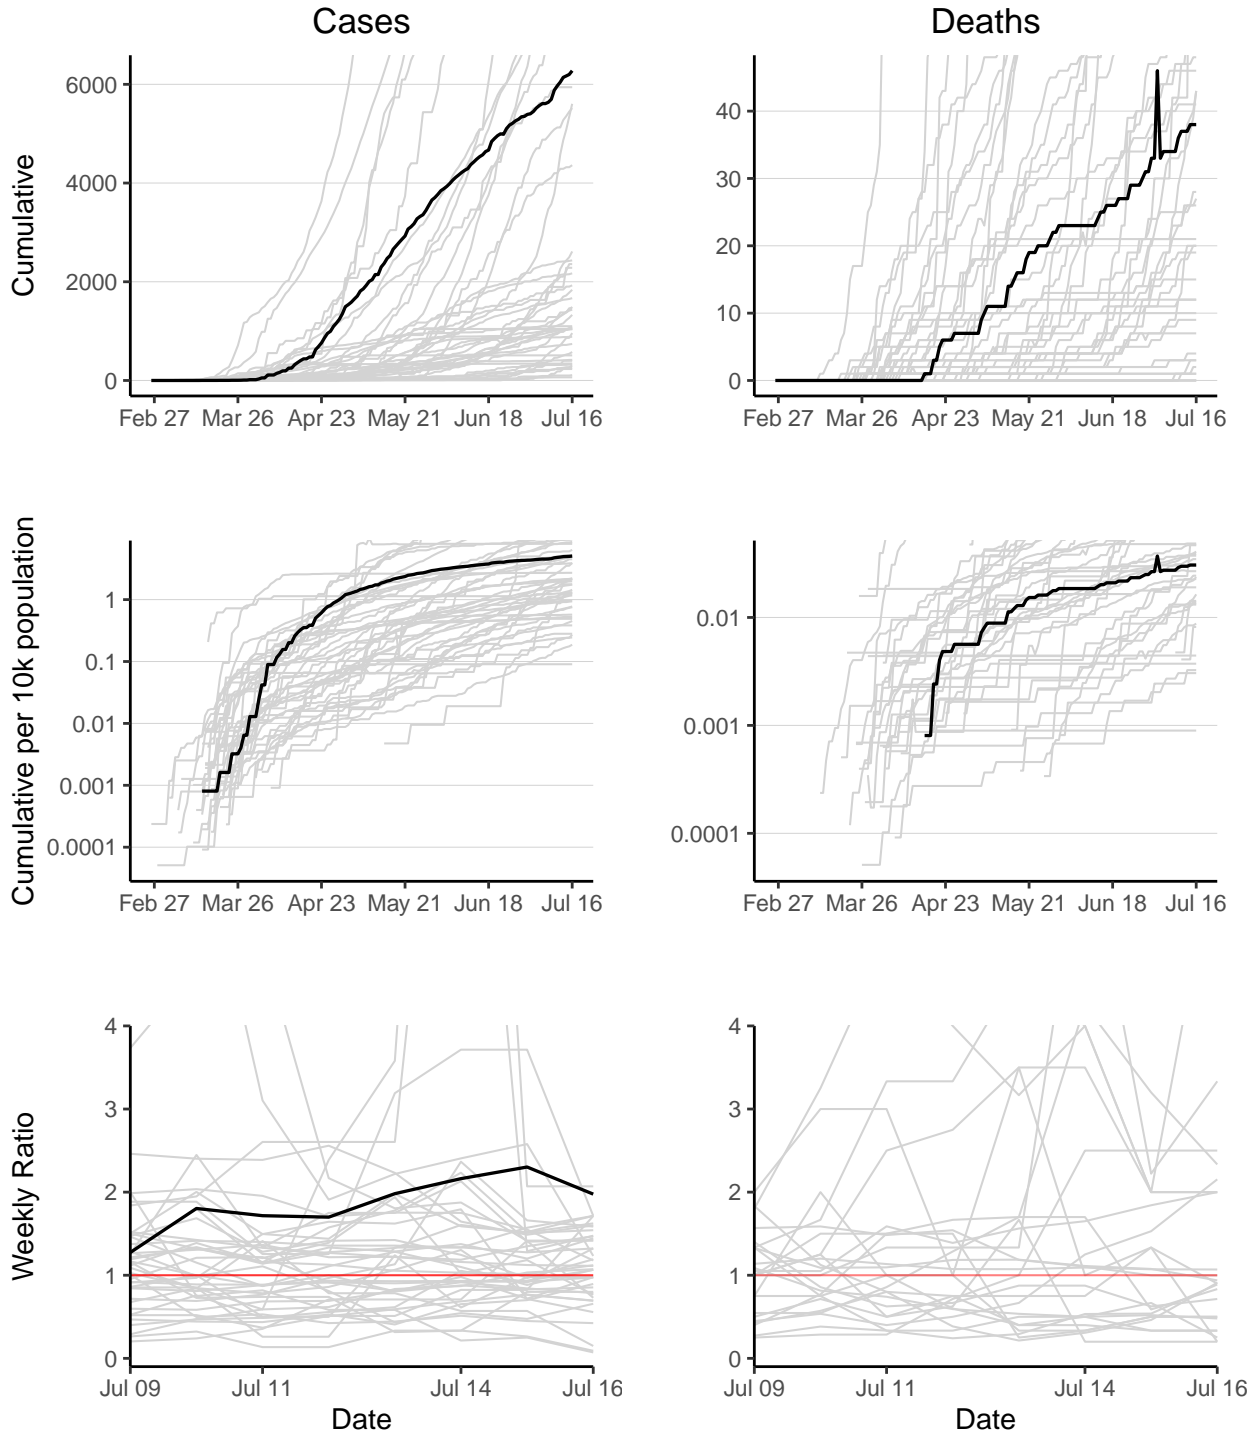 Cases
Deaths
Cumulative
6000
4000
2000
0
Feb 27 Mar 26 Apr 23 May 21 Jun 18 Jul 16
40
30
20
10
0
Feb 27 Mar 26 Apr 23 May 21 Jun 18 Jul 16
Cumulative per 10k population
1
0.1
0.01
0.001
0.0001
Feb 27 Mar 26 Apr 23 May 21 Jun 18 Jul 16
0.01
0.001
0.0001
Feb 27 Mar 26 Apr 23 May 21 Jun 18 Jul 16
Weekly Ratio
4
3
2
1
0
Jul 09 Jul 11 Jul 14 Jul 16
Date
4
3
2
1
0
Jul 09 Jul 11 Jul 14 Jul 16
Date